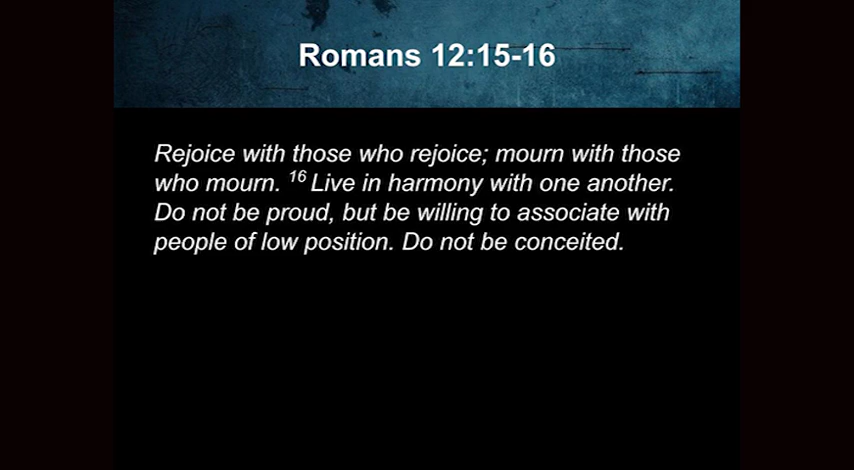 Romans 12:15-16
Rejoice with those who rejoice; mourn with those
who mourn. 16 Live in harmony with one another.
Do not be proud, but be willing to associate with
people of low position. Do not be conceited.